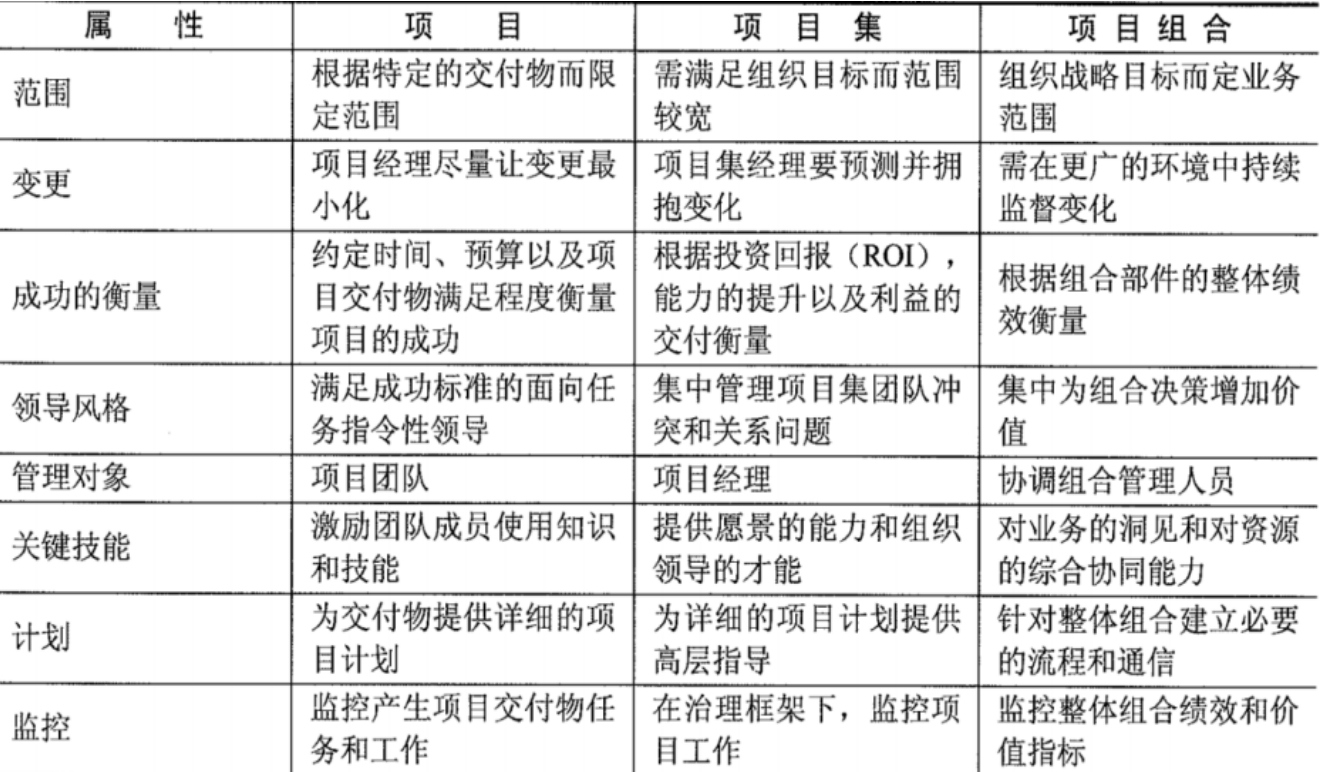 属 性 项 目 项 目 集 项 目 组 合
范围
根据特定的交付物而限
定范围
需满足组织目标而范围
较宽
组织战略目标而定业务
范围
变更
项目经理尽量让变更最
小化
项目集经理要预测并拥
抱变化
需在更广的环境中持续
监督变化
成功的衡量
约定时间、预算以及项
目交付物满足程度衡量
项目的成功
根据投资回报（ROI），
能力的提升以及利益的
交付衡量
根据组合部件的整体绩
效衡量
领导风格
满足成功标准的面向任
务指令性领导
集中管理项目集团队冲
突和关系问题
集中为组合决策增加价
值
管理对象
项目团队
项目经理
协调组合管理人员
关键技能
激励团队成员使用知识
和技能
提供愿景的能力和组织
领导的才能
对业务的洞见和对资源
的综合协同能力
计划
为交付物提供详细的项
目计划
为详细的项目计划提供
高层指导
针对整体组合建立必要
的流程和通信
监控
监控产生项目交付物任
务和工作
在治理框架下，监控项
目工作
监控整体组合绩效和价
值指标